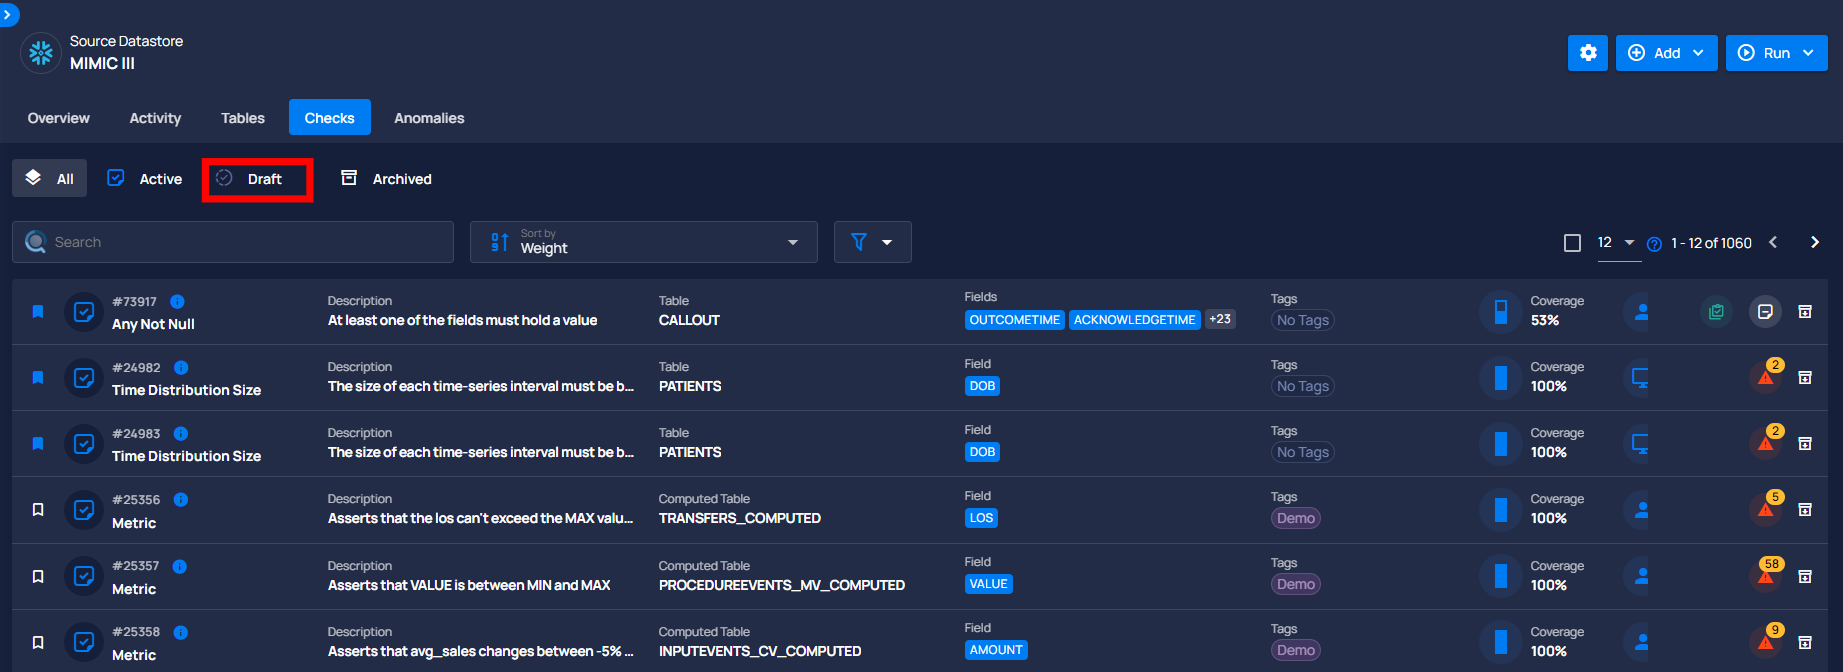 Source Datastore
MIMIC III
Add
Run
Overview
Activity
Tables
Checks
Anomalies
All
Active
Draft
Archived
Search
Sort by
Weight
12
1 - 12 of 1060
#73917
Any Not Null
Description
At least one of the fields must hold a value
Table
CALLOUT
Fields
OUTCOMETIME ACKNOWLEDGETIME +23
Tags
No Tags
Coverage
53%
#24982
Time Distribution Size
Description
The size of each time-series interval must be b...
Table
PATIENTS
Field
DOB
Tags
No Tags
Coverage
100%
2
#24983
Time Distribution Size
Description
The size of each time-series interval must be b...
Table
PATIENTS
Field
DOB
Tags
No Tags
Coverage
100%
2
#25356
Metric
Description
Asserts that the los can't exceed the MAX valu...
Computed Table
TRANSFERS_COMPUTED
Field
LOS
Tags
Demo
Coverage
100%
5
#25357
Metric
Description
Asserts that VALUE is between MIN and MAX
Computed Table
PROCEDUREEVENTS_MV_COMPUTED
Field
VALUE
Tags
Demo
Coverage
100%
58
#25358
Metric
Description
Asserts that avg_sales changes between -5% ...
Computed Table
INPUTEVENTS_CV_COMPUTED
Field
AMOUNT
Tags
Demo
Coverage
100%
9